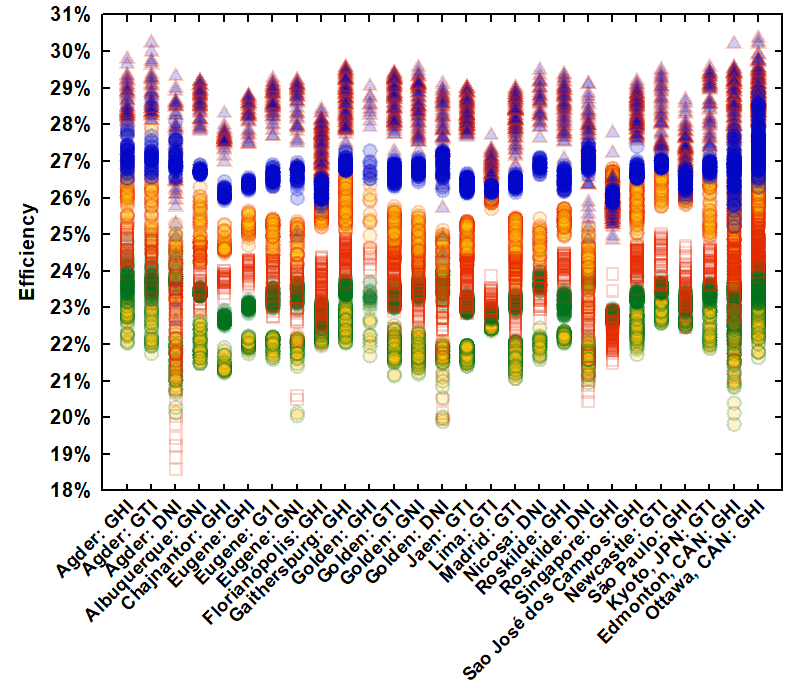 31%
30%
29%
28%
27%
26%
25%
24%
23%
22%
21%
20%
19%
18%
Efficiency
Agder: GHI
Agder: GTI
Agder: DNI
Albuquerque: GNI
Chajnantor: GHI
Eugene: GHI
Eugene: G1I
Eugene: GNI
Florianópolis: GHI
Gaithersburg: GHI
Golden: GHI
Golden: GTI
Golden: GNI
Golden: DNI
Jaen: GTI
Lima: GTI
Madrid: GTI
Nicosa: DNI
Roskilde: GHI
Roskilde: DNI
Singapore: GHI
Sao José dos Campos: GHI
Newcastle: GTI
São Paulo: GHI
Kyoto, JPN: GTI
Edmonton, CAN: GHI
Ottawa, CAN: GHI